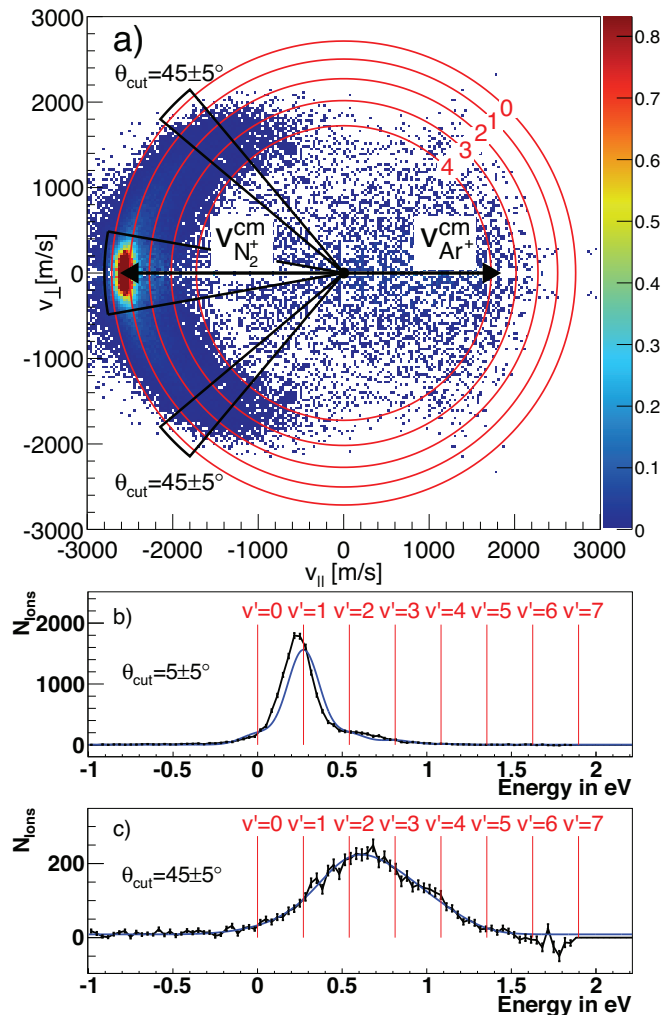 a)
θcut=45±5°
0
1
2
3
4
v cm N2+
v cm Ar+
θcut=45±5°
v⊥[m/s]
3000
2000
1000
0
-1000
-2000
-3000
-3000 -2000 -1000 0 1000 2000 3000
v|| [m/s]
0.8
0.7
0.6
0.5
0.4
0.3
0.2
0.1
0
b)
v'=0 v'=1 v'=2 v'=3 v'=4 v'=5 v'=6 v'=7
θcut=5±5°
NIons
2000
1000
0
-1 -0.5 0 0.5 1 1.5 2
Energy in eV
c)
v'=0 v'=1 v'=2 v'=3 v'=4 v'=5 v'=6 v'=7
θcut=45±5°
NIons
200
0
-1 -0.5 0 0.5 1 1.5 2
Energy in eV